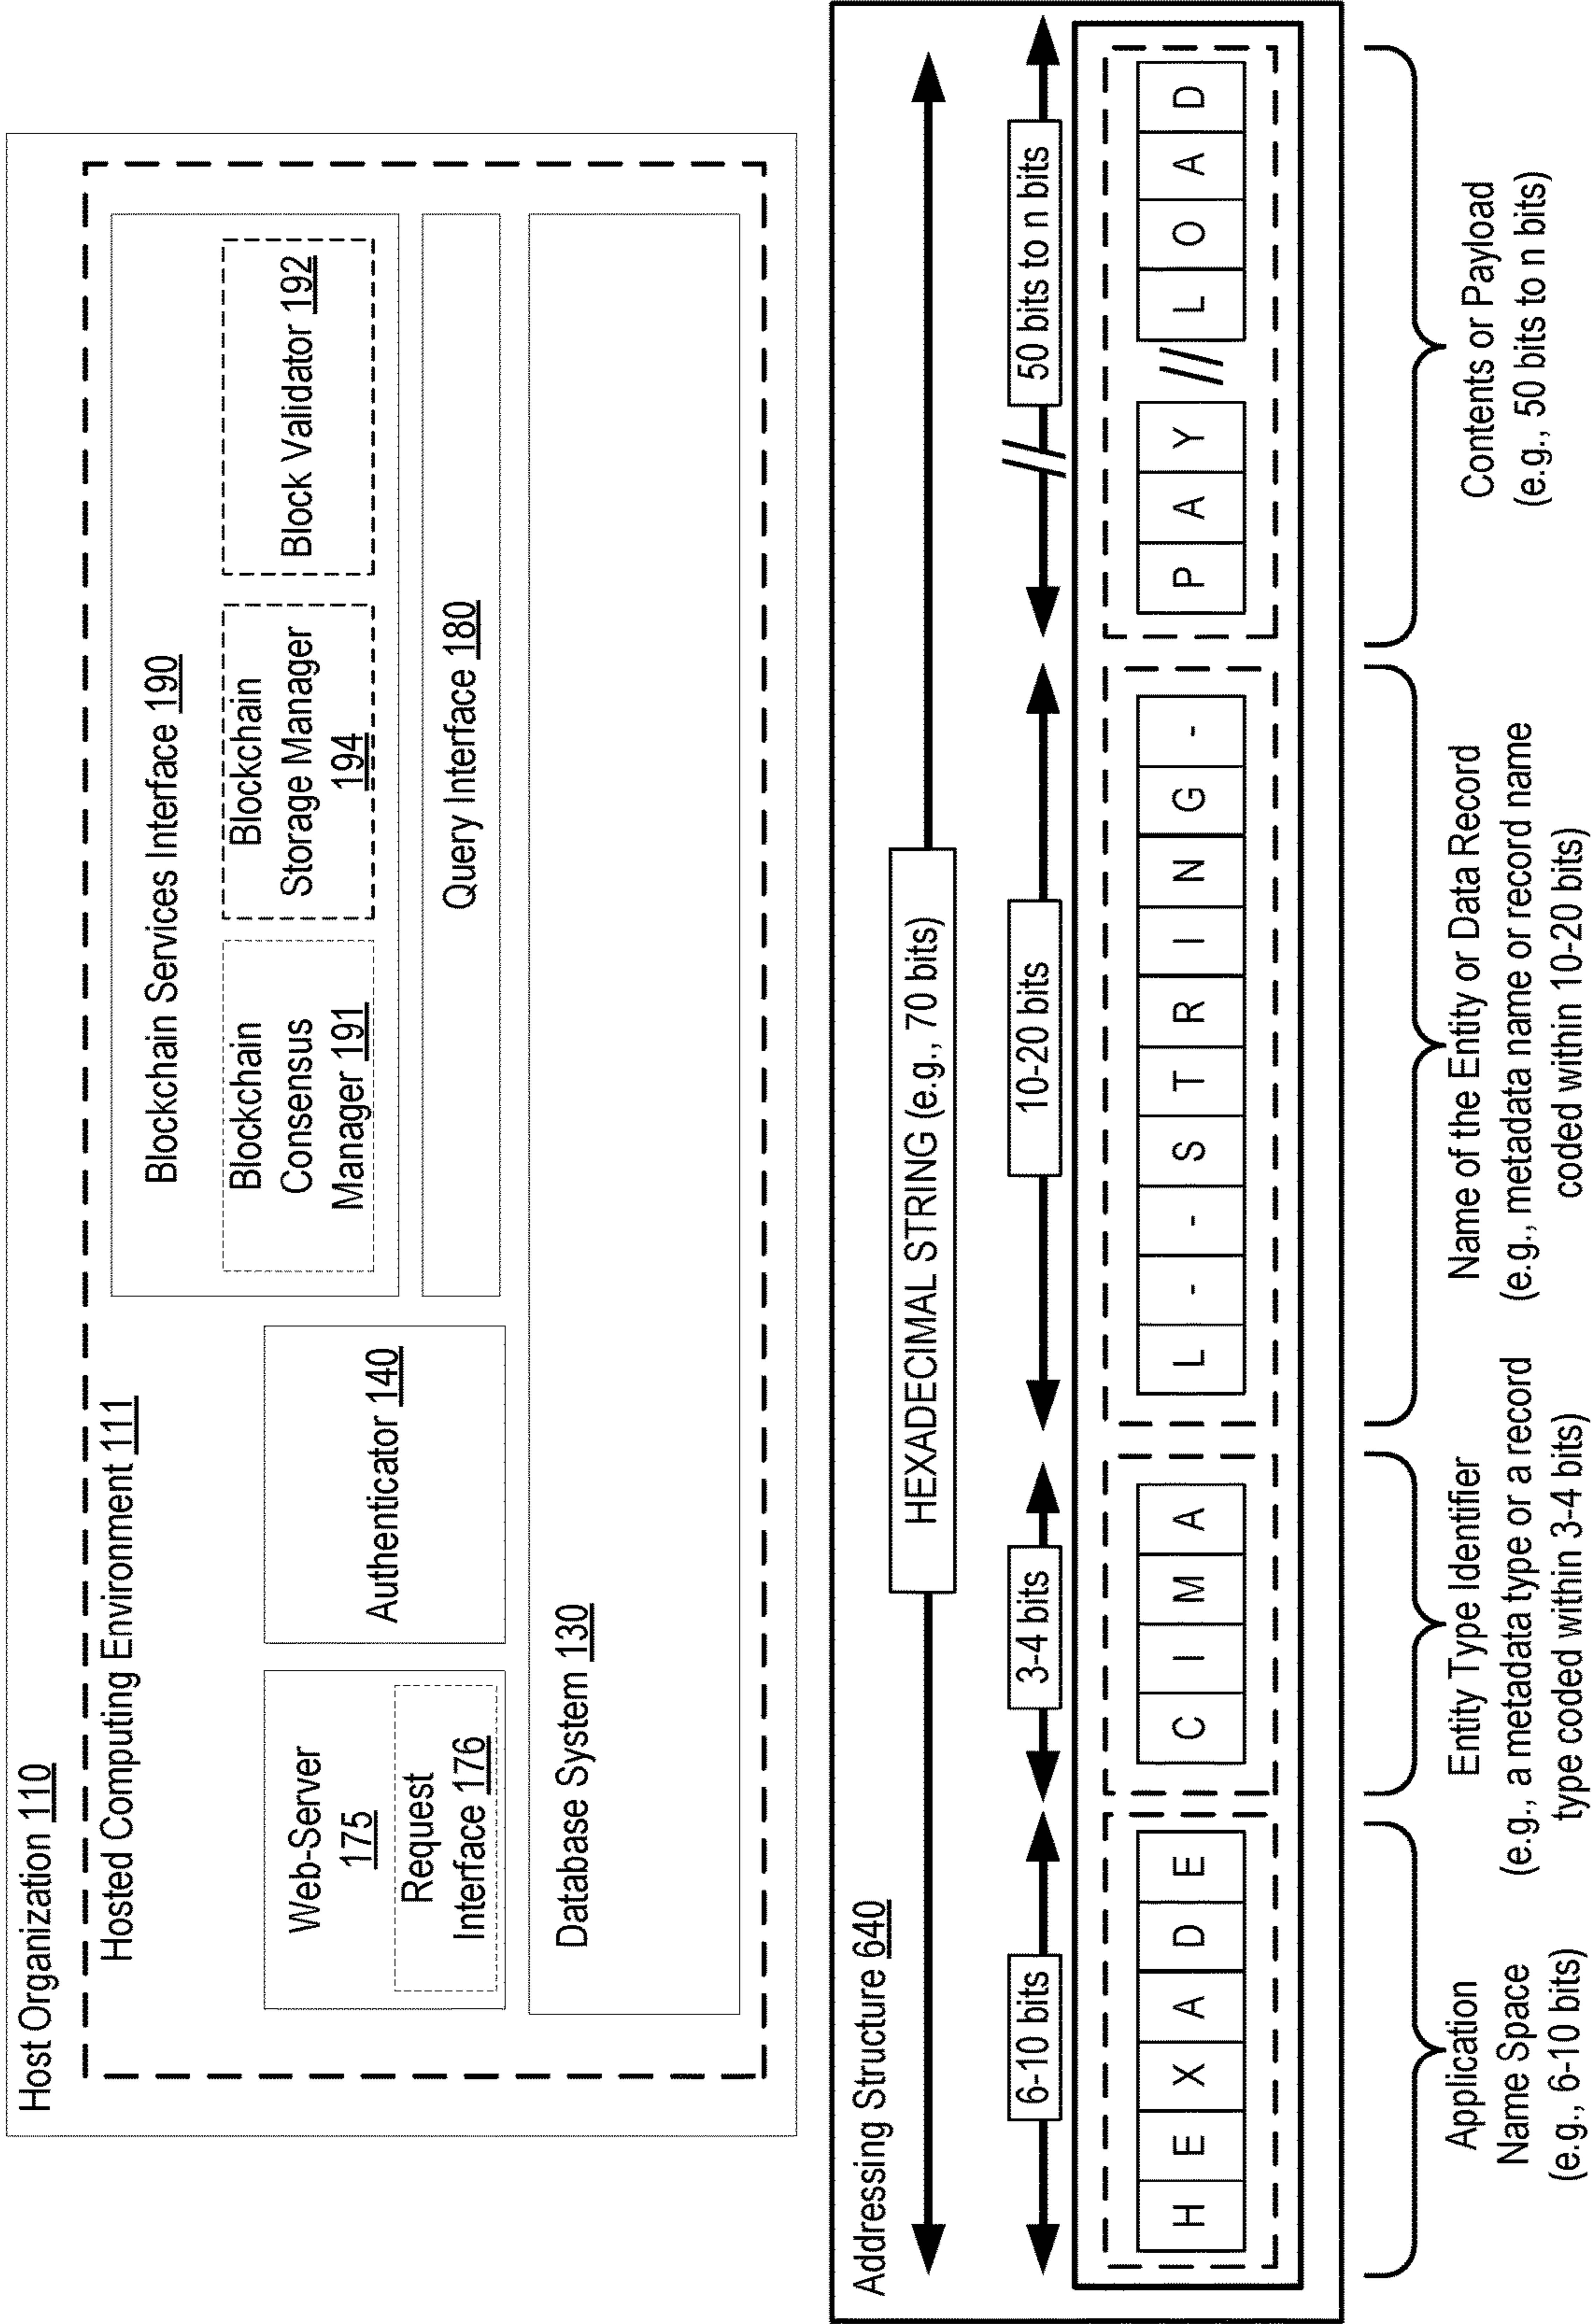 Host Organization 110
Hosted Computing Environment 111
Web-Server
175
Request
Interface 176
Authenticator 140
Blockchain Services Interface 190
Blockchain
Consensus
Manager 191
Blockchain
Storage Manager
194
Block Validator 192
Query Interface 180
Database System 130
Addressing Structure 640
HEXADECIMAL STRING (e.g., 70 bits)
6-10 bits
3-4 bits
10-20 bits
50 bits to n bits
//
H E X A D E
C I M A
L - - S T R I N G -
P A Y // L O A D
Application
Name Space
(e.g., 6-10 bits)
Entity Type Identifier
(e.g., a metadata type or a record
type coded within 3-4 bits)
Name of the Entity or Data Record
(e.g., metadata name or record name
coded within 10-20 bits)
Contents or Payload
(e.g., 50 bits to n bits)